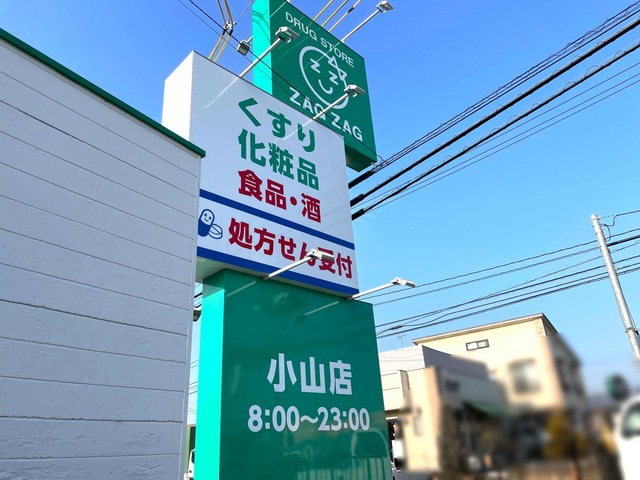 DRUG STORE
ZAG ZAG
くすり
化粧品
食品・酒
処方せん受付
小山店
8:00〜23:00